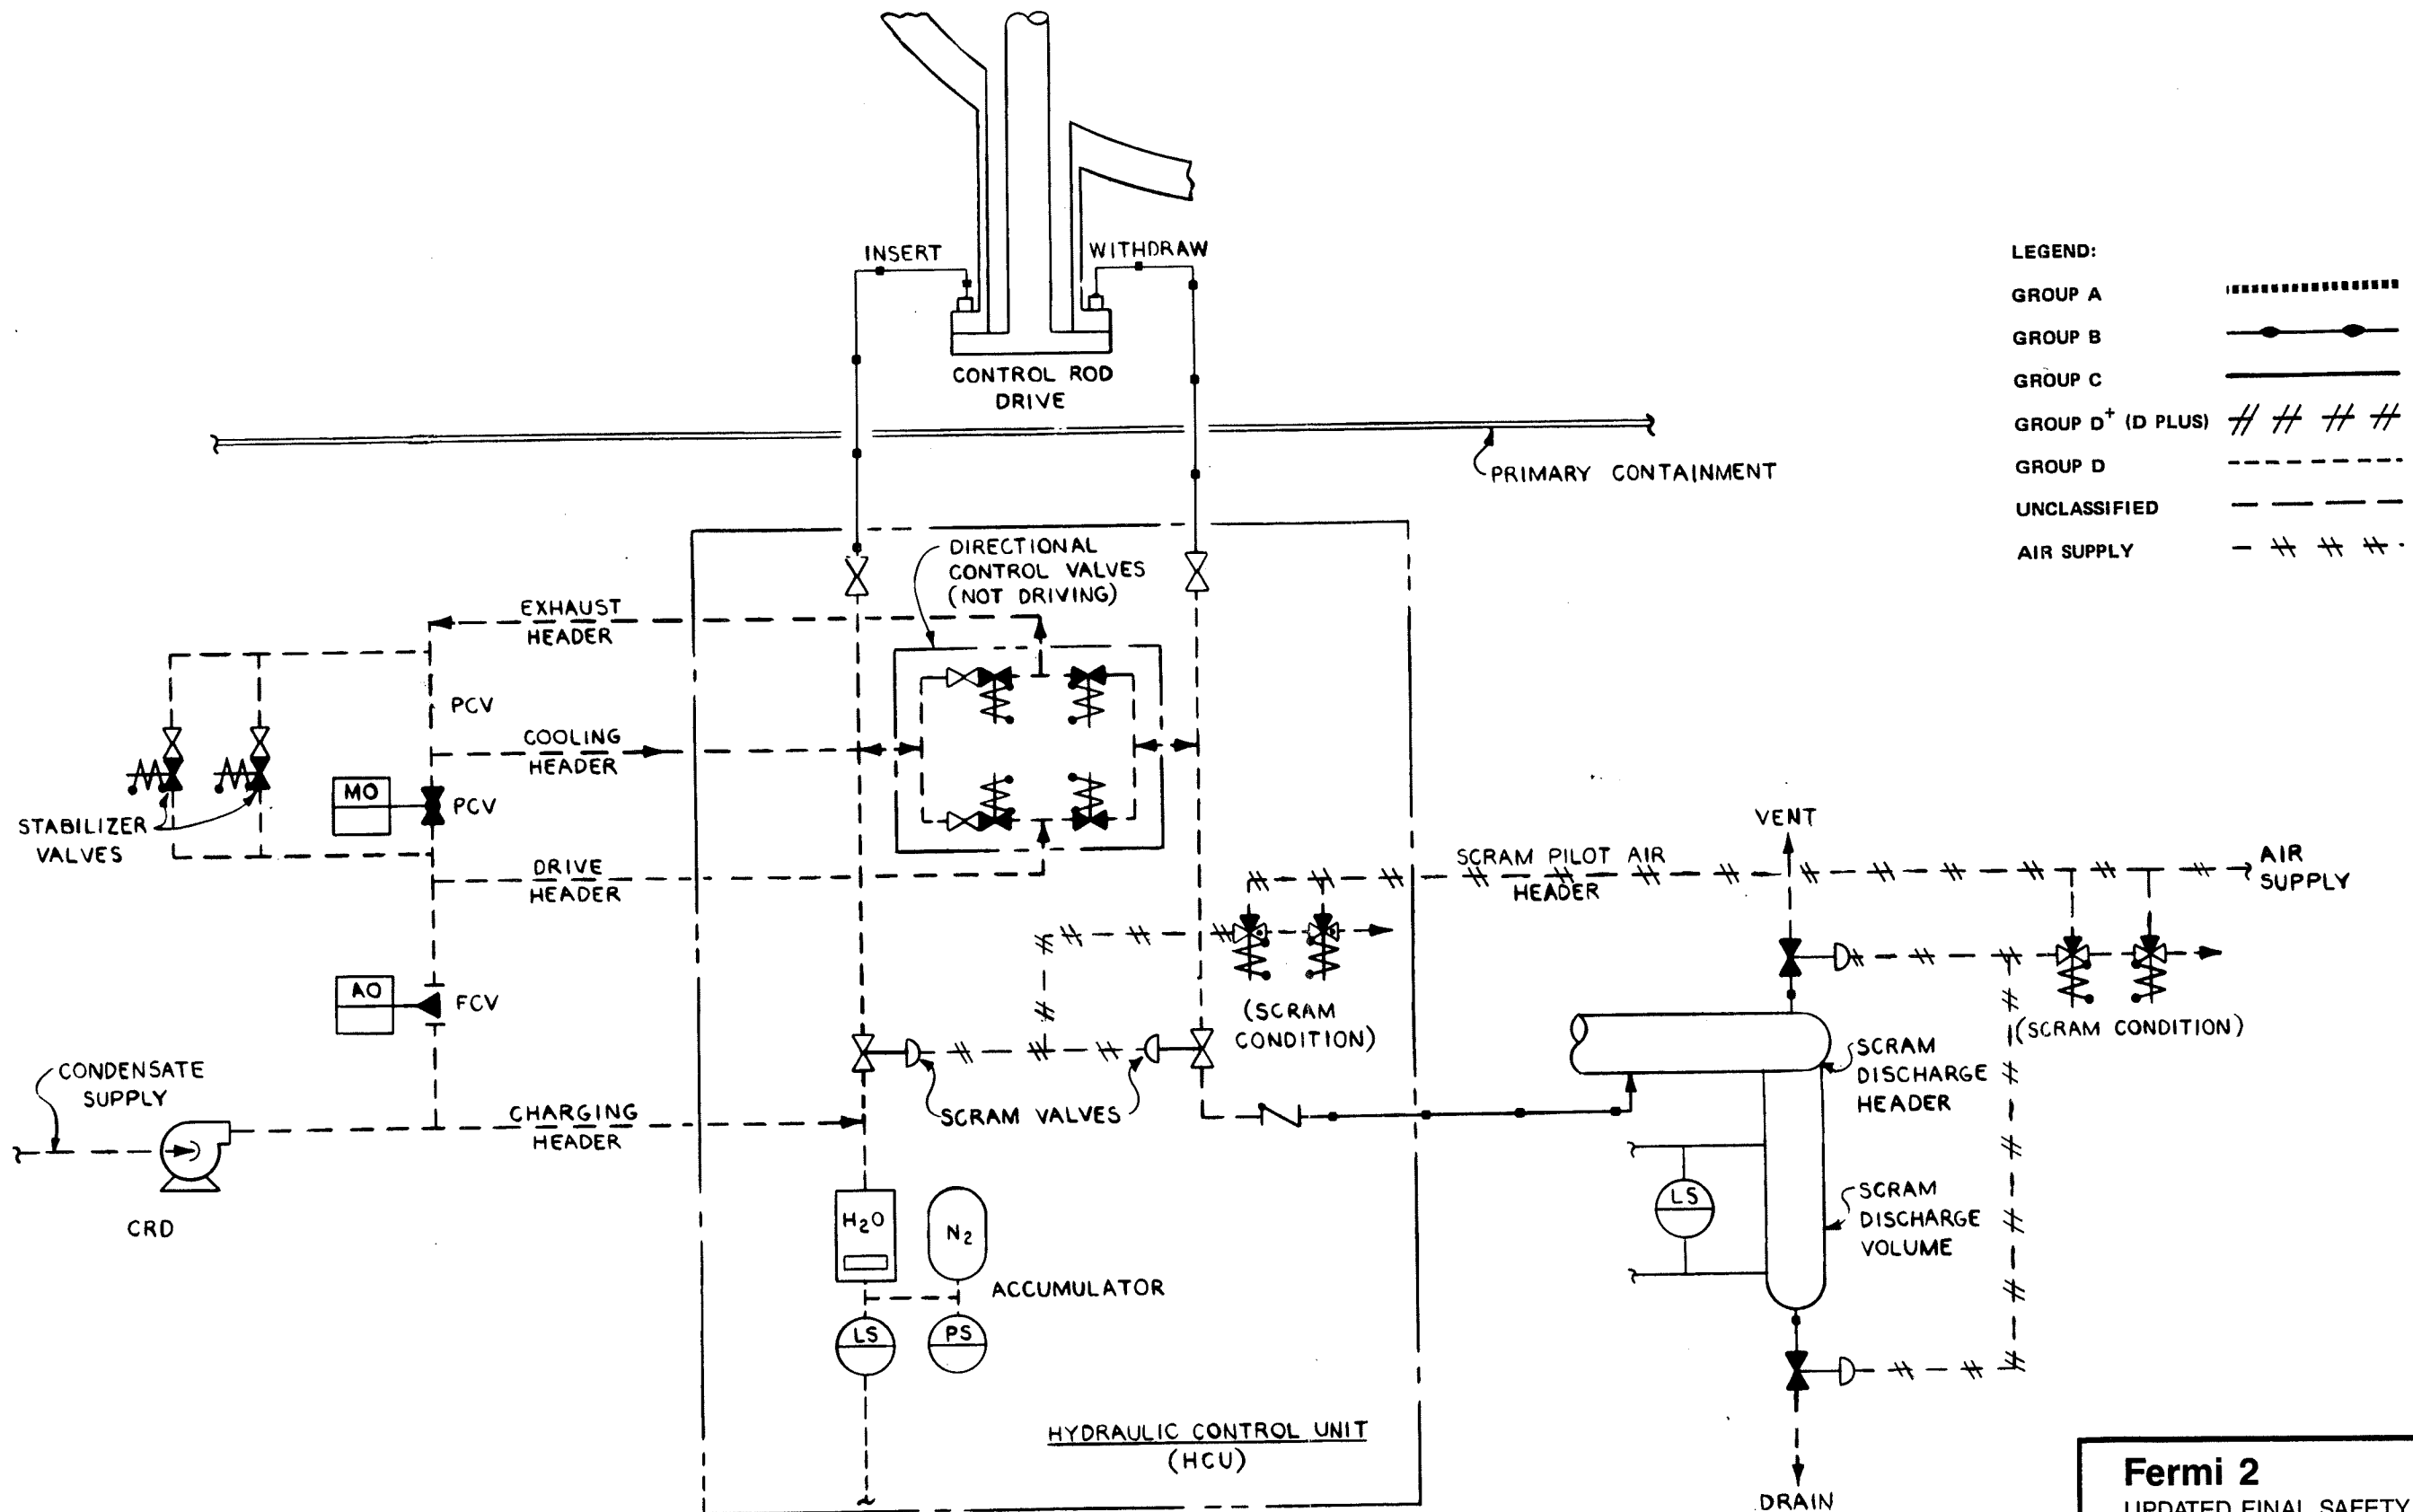 INSERT
WITHDRAW
CONTROL ROD
DRIVE
PRIMARY CONTAINMENT
LEGEND:
GROUP A
GROUP B
GROUP C
GROUP D+ (D PLUS)
GROUP D
UNCLASSIFIED
AIR SUPPLY
DIRECTIONAL
CONTROL VALVES
(NOT DRIVING)
EXHAUST
HEADER
PCV
COOLING
HEADER
MO
PCV
STABILIZER
VALVES
DRIVE
HEADER
AO
FCV
CONDENSATE
SUPPLY
CHARGING
HEADER
CRD
SCRAM VALVES
H2O
N2
ACCUMULATOR
LS
PS
HYDRAULIC CONTROL UNIT
(HCU)
SCRAM PILOT AIR
HEADER
(SCRAM
CONDITION)
VENT
AIR
SUPPLY
(SCRAM CONDITION)
SCRAM
DISCHARGE
HEADER
LS
SCRAM
DISCHARGE
VOLUME
DRAIN
Fermi 2
UPDATED FINAL SAFETY